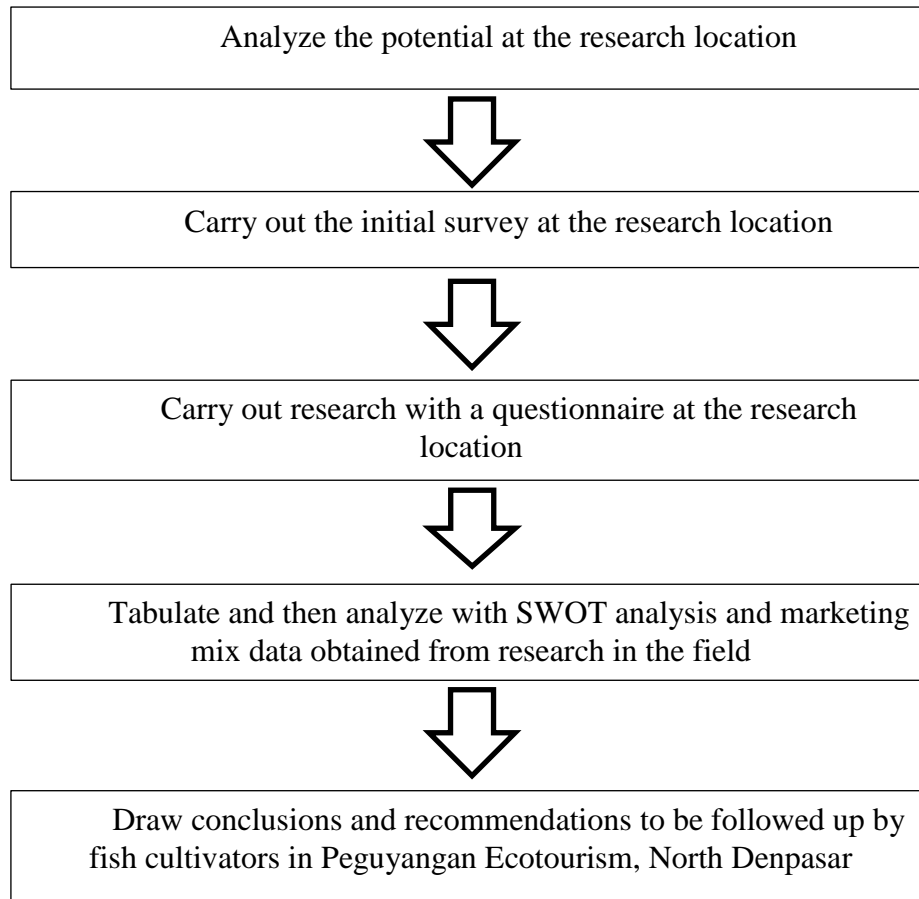 Analyze the potential at the research location
Carry out the initial survey at the research location
Carry out research with a questionnaire at the research
location
Tabulate and then analyze with SWOT analysis and marketing
mix data obtained from research in the field
Draw conclusions and recommendations to be followed up by
fish cultivators in Peguyangan Ecotourism, North Denpasar